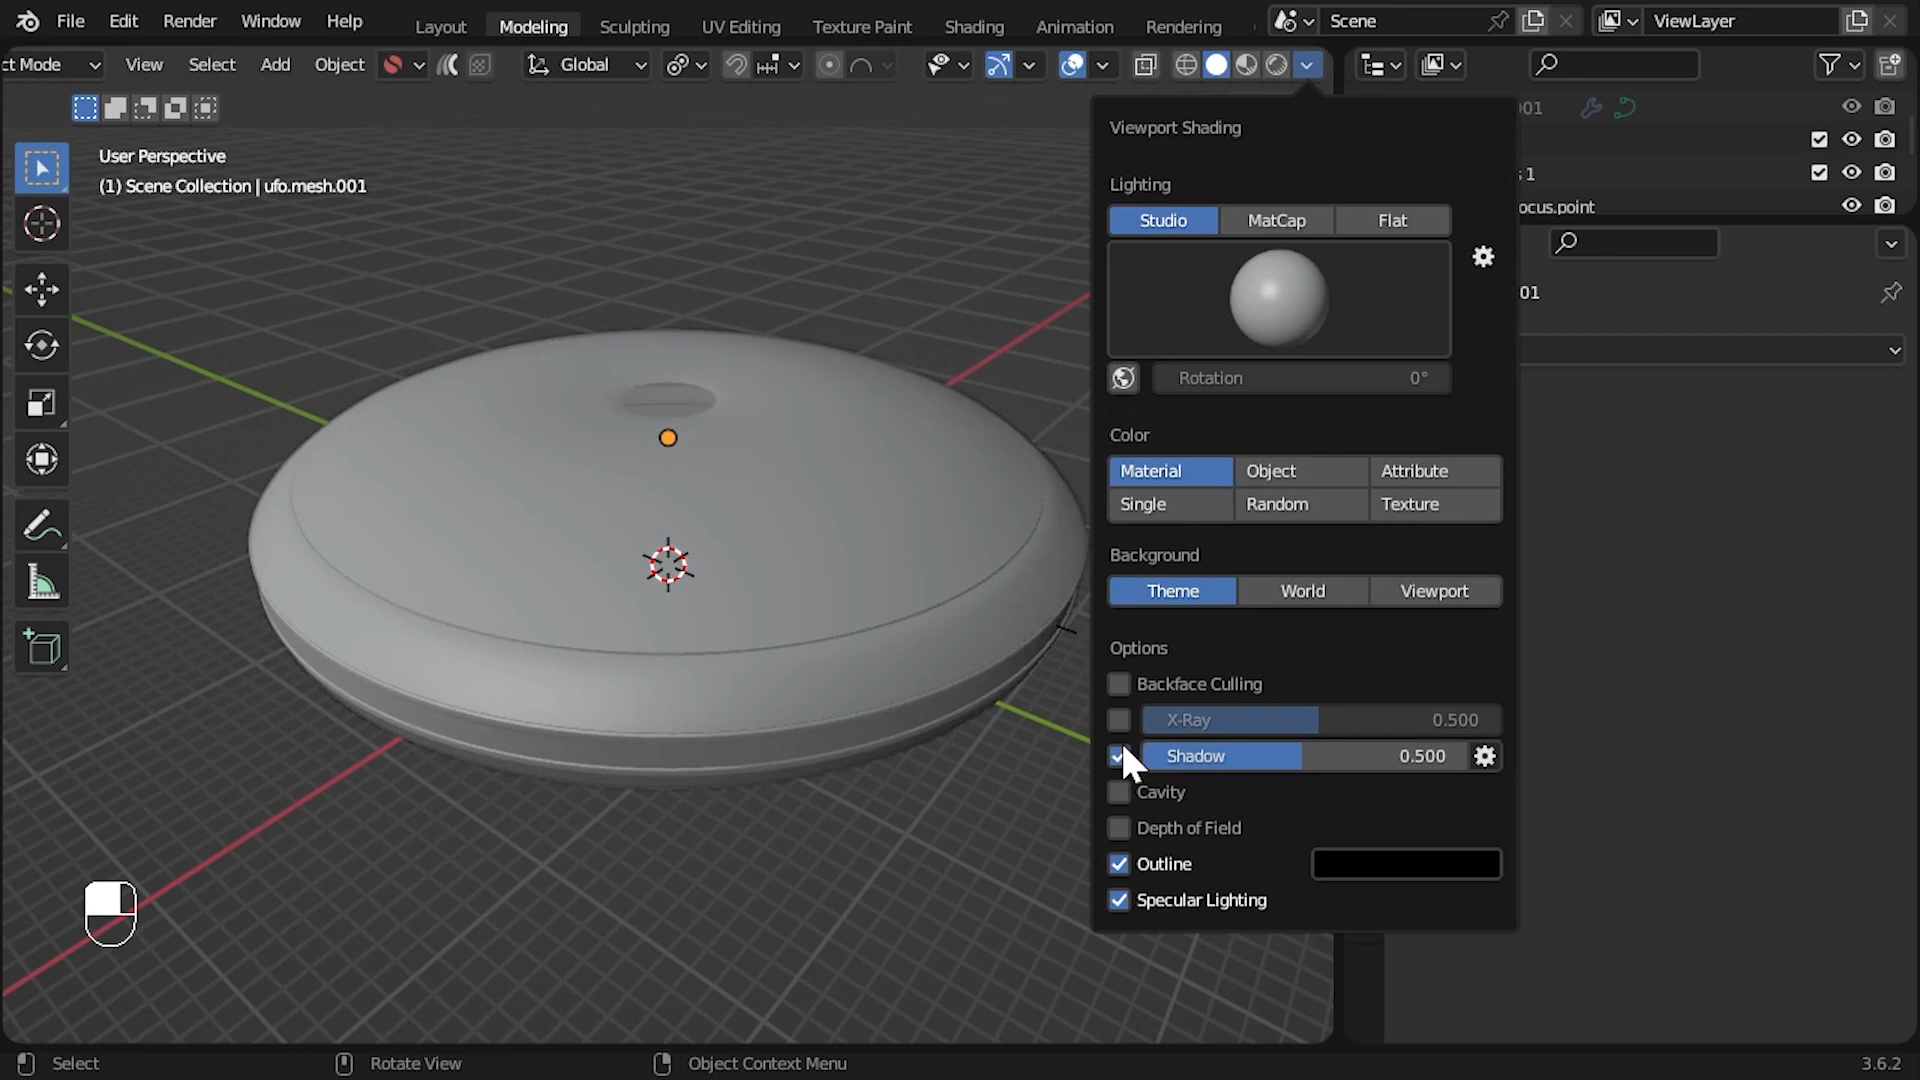 File Edit Render Window Help Layout Modeling Sculpting UV Editing Texture Paint Shading Animation Rendering Scene ViewLayer
ct Mode View Select Add Object Global
User Perspective
(1) Scene Collection | ufo.mesh.001
Viewport Shading
Lighting
Studio MatCap Flat
Rotation 0°
Color
Material Object Attribute
Single Random Texture
Background
Theme World Viewport
Options
Backface Culling
X-Ray 0.500
Shadow 0.500
Cavity
Depth of Field
Outline
Specular Lighting
001
s 1
ocus.point
01
Select Rotate View Object Context Menu 3.6.2